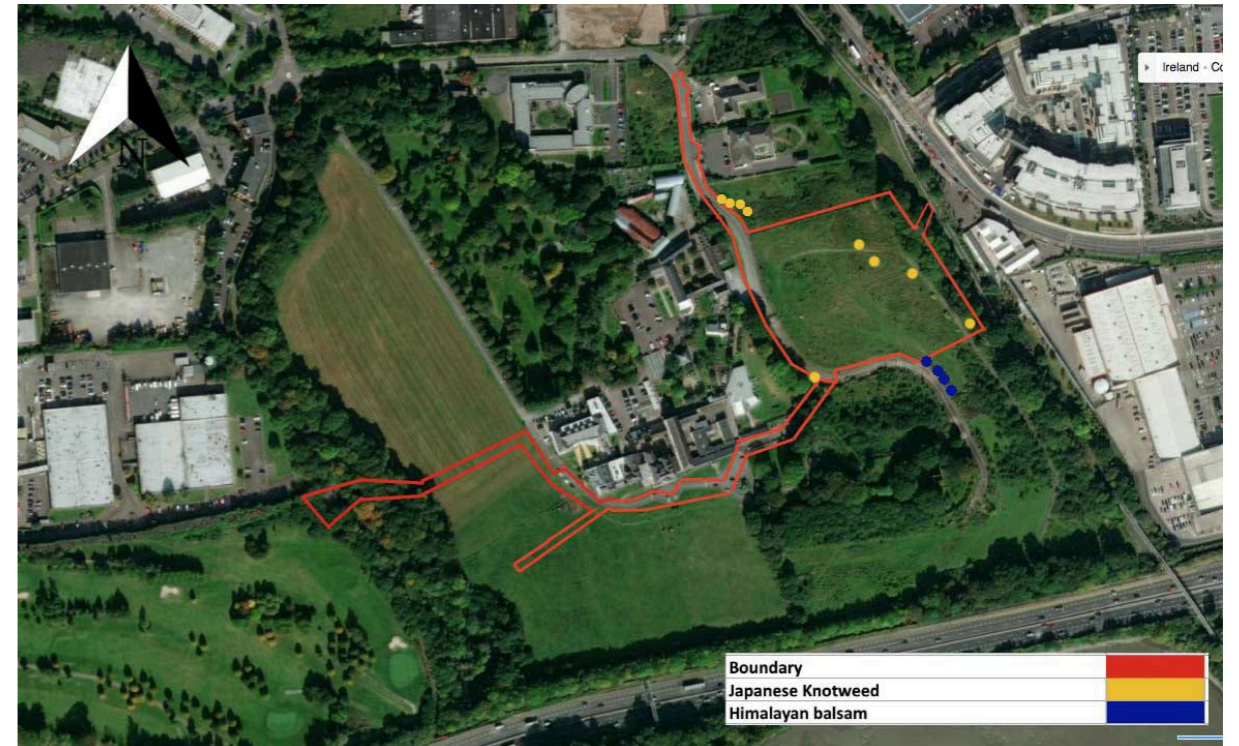 Ireland - Co
N
Boundary
Japanese Knotweed
Himalayan balsam